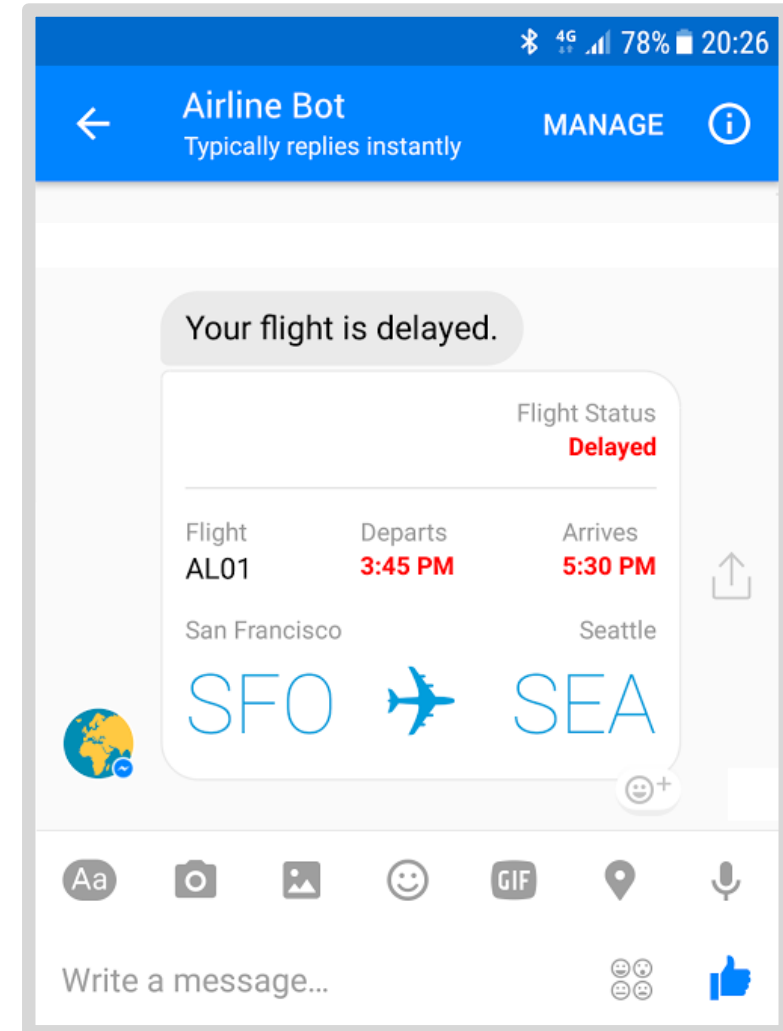 4G 78% 20:26
Airline Bot
Typically replies instantly
MANAGE
Your flight is delayed.
Flight Status
Delayed
Flight Departs Arrives
AL01 3:45 PM 5:30 PM
San Francisco Seattle
SFO SEA
Aa GIF
Write a message...